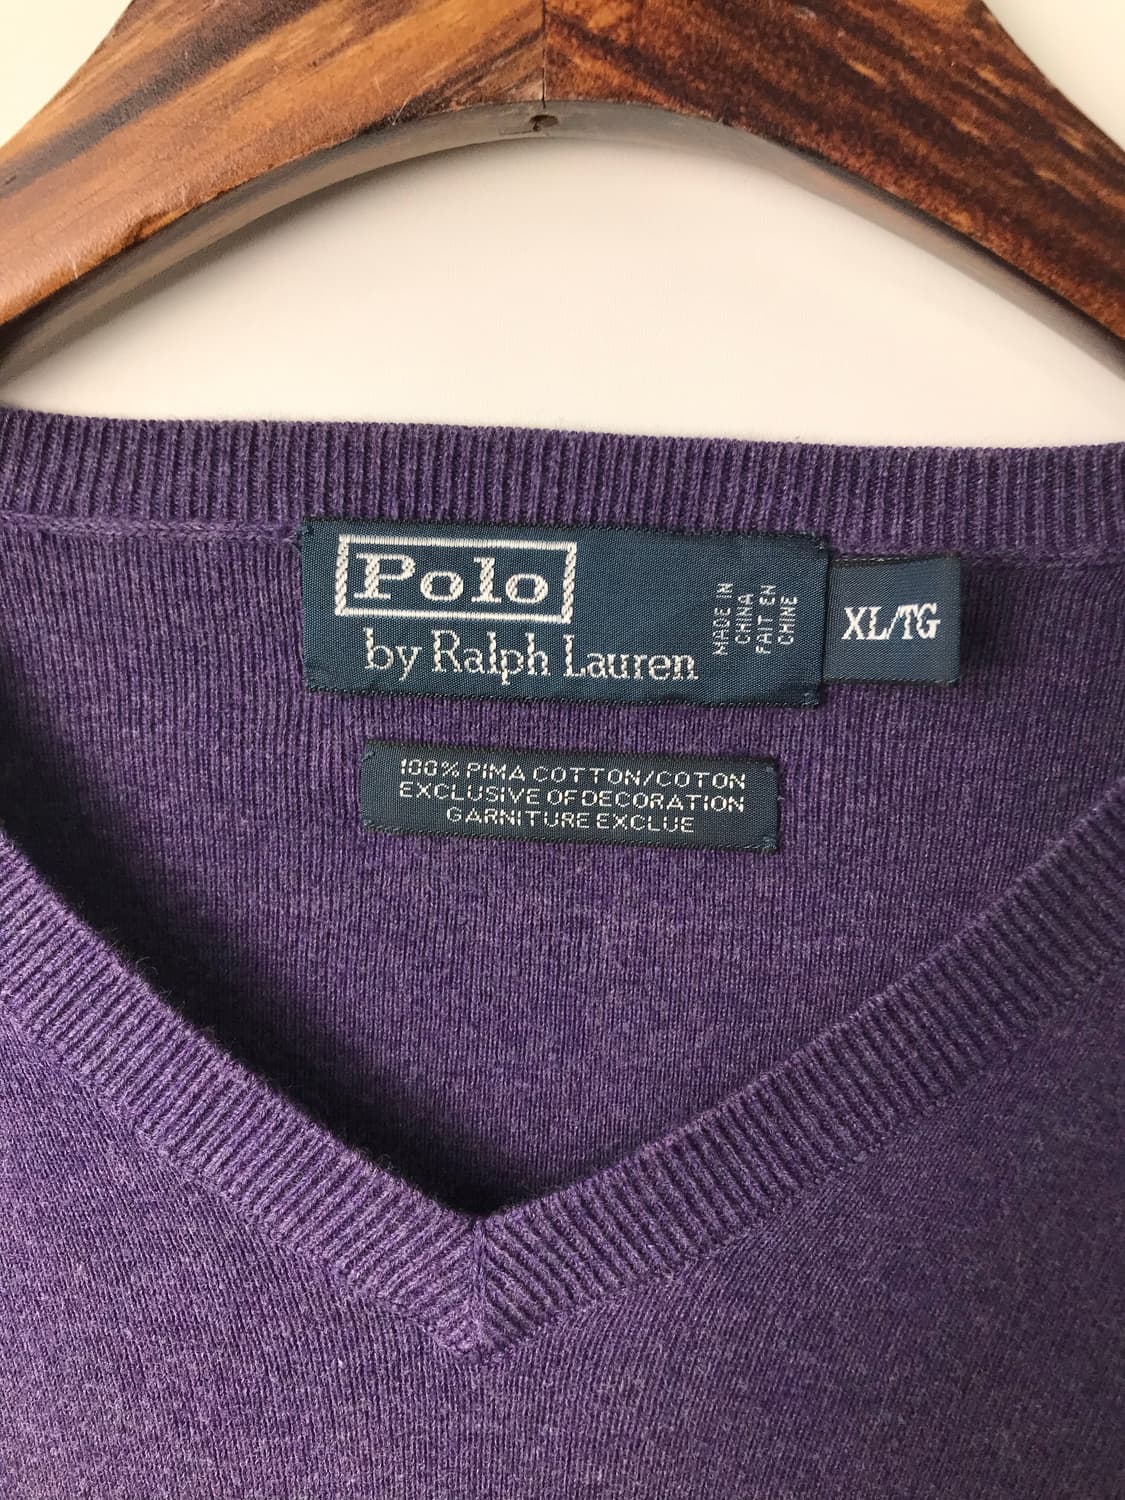 Polo
by Ralph Lauren
MADE IN
CHINA
FAIT EN
CHINE
XL/TG
100% PIMA COTTON/COTON
EXCLUSIVE OF DECORATION
GARNITURE EXCLUE